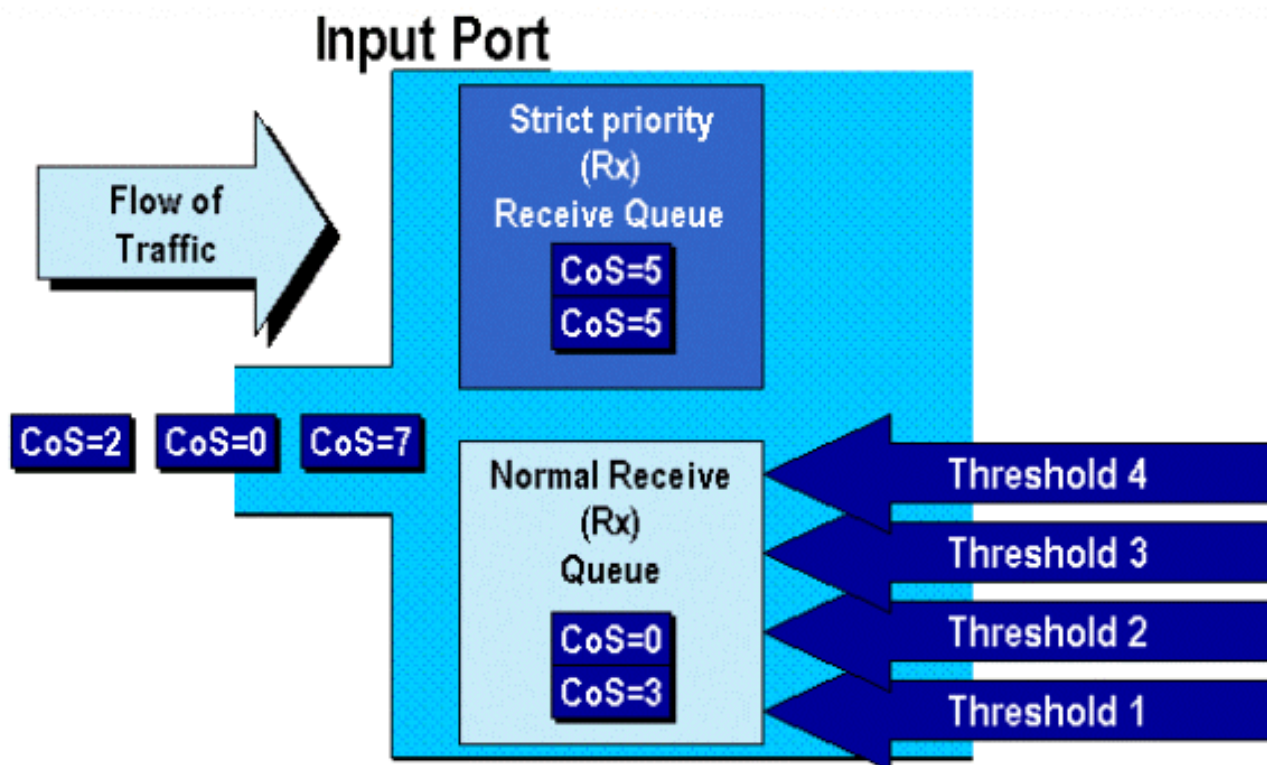 Input Port
Strict priority
(Rx)
Receive Queue
CoS=5
CoS=5
Flow of
Traffic
CoS=2
CoS=0
CoS=7
Normal Receive
(Rx)
Queue
CoS=0
CoS=3
Threshold 4
Threshold 3
Threshold 2
Threshold 1